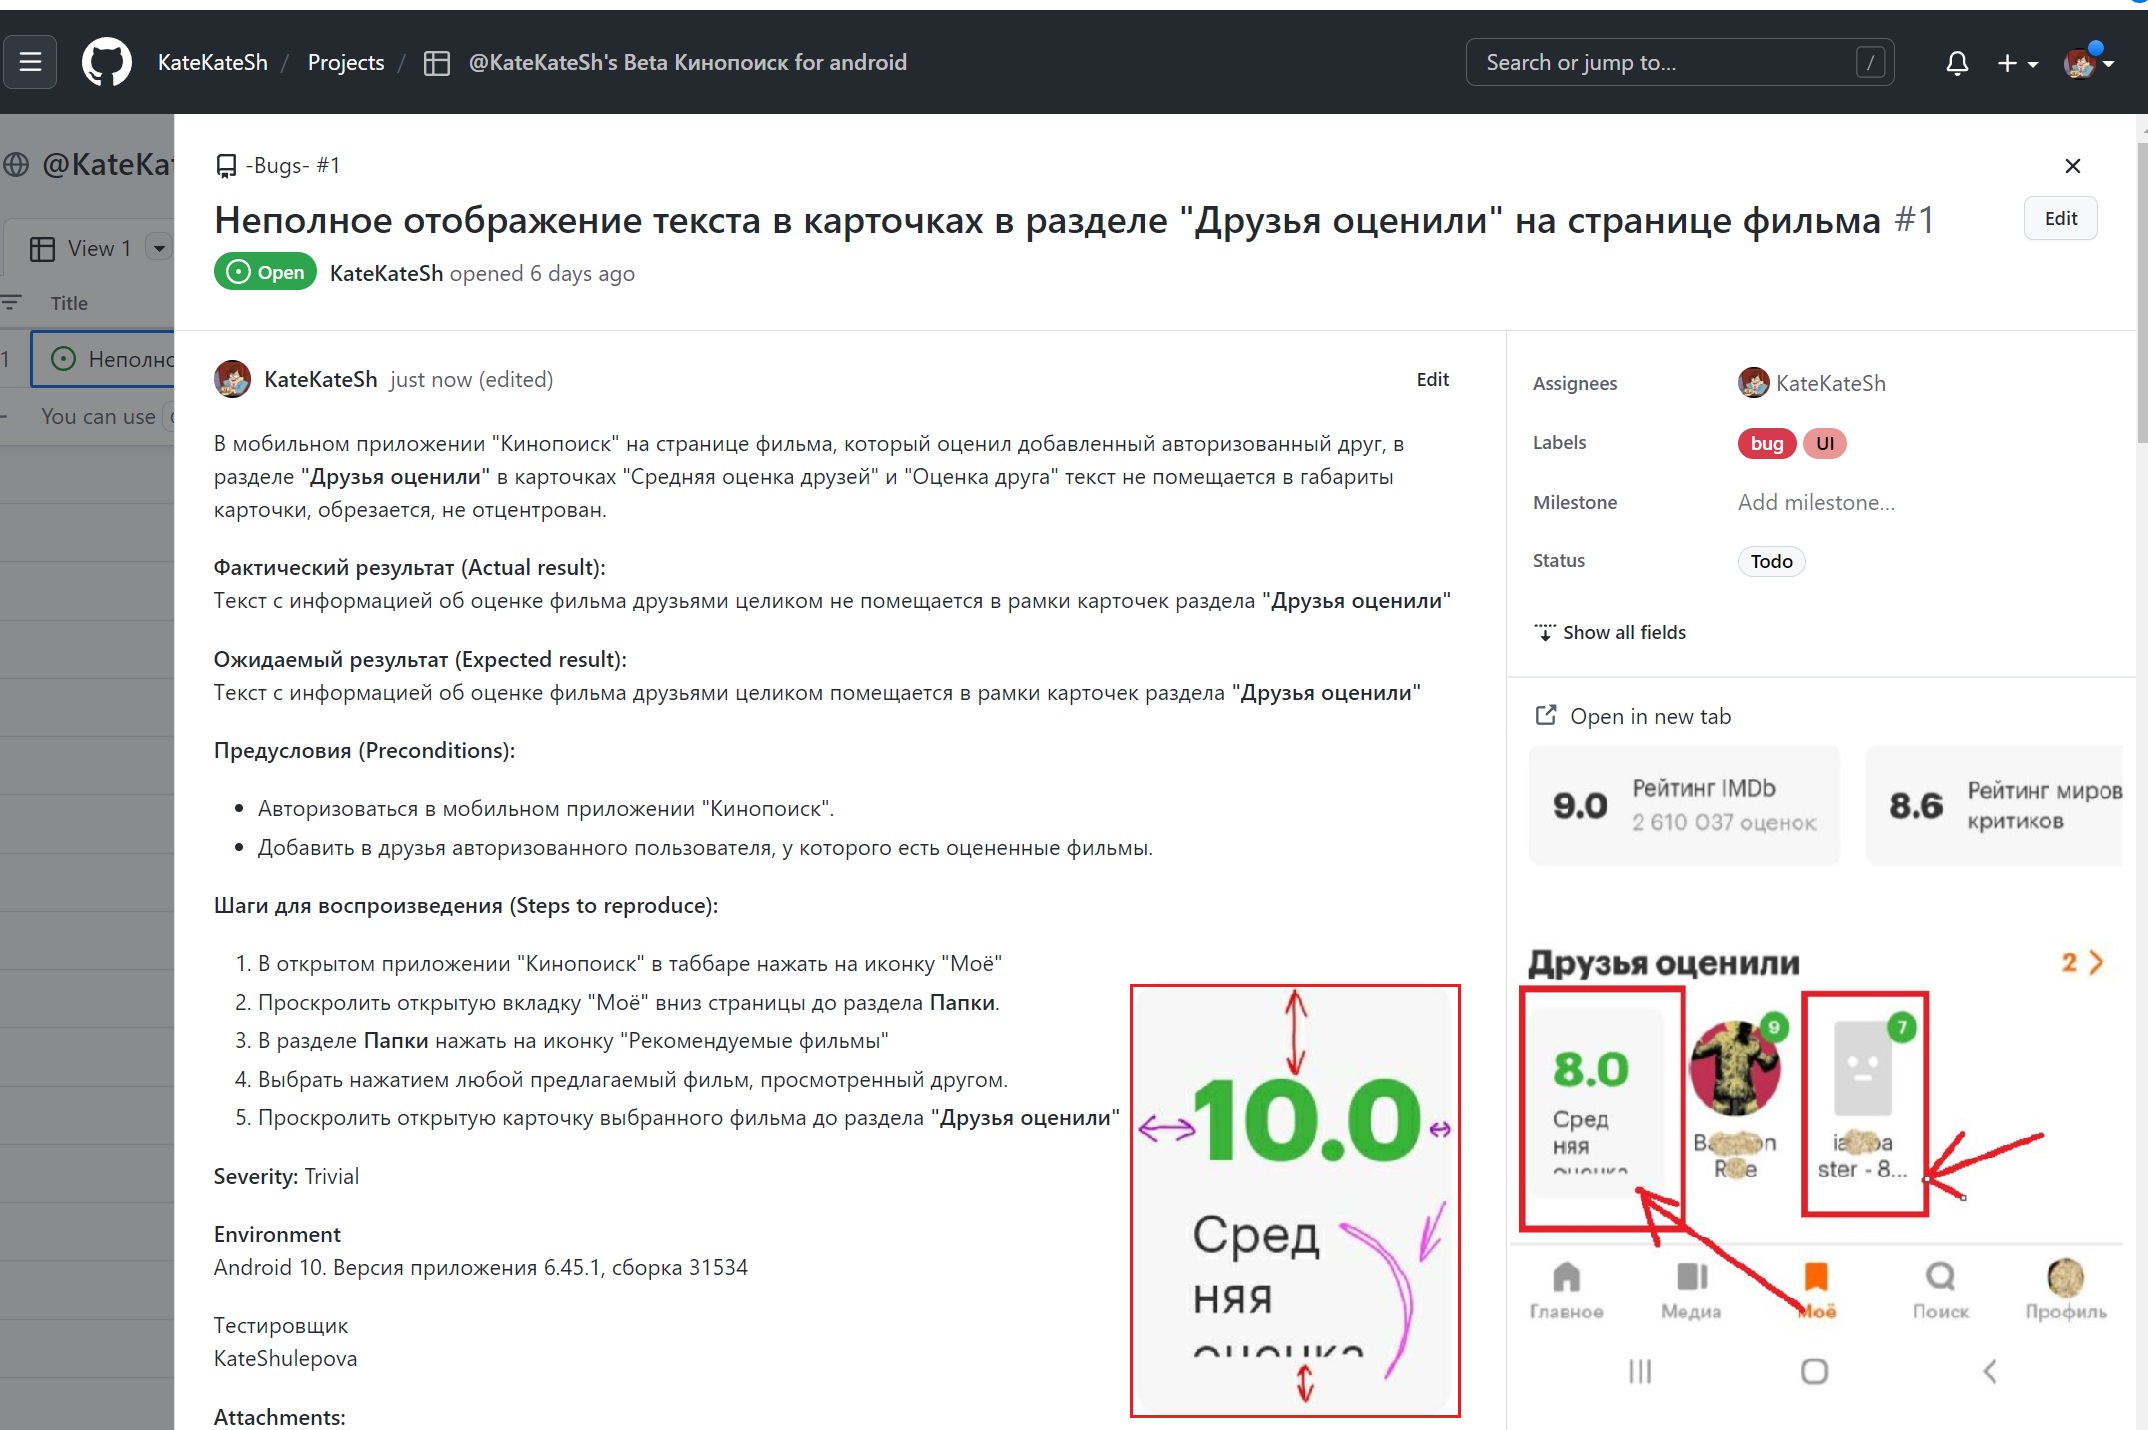 KateKateSh / Projects / @KateKateSh's Beta Кинопоиск for android
Search or jump to... /
@KateKat
View 1
Title
1 Неполно
You can use
-Bugs- #1
Неполное отображение текста в карточках в разделе "Друзья оценили" на странице фильма #1
Edit
Open KateKateSh opened 6 days ago
KateKateSh just now (edited)
Edit
В мобильном приложении "Кинопоиск" на странице фильма, который оценил добавленный авторизованный друг, в
разделе "Друзья оценили" в карточках "Средняя оценка друзей" и "Оценка друга" текст не помещается в габариты
карточки, обрезается, не отцентрован.
Фактический результат (Actual result):
Текст с информацией об оценке фильма друзьями целиком не помещается в рамки карточек раздела "Друзья оценили"
Ожидаемый результат (Expected result):
Текст с информацией об оценке фильма друзьями целиком помещается в рамки карточек раздела "Друзья оценили"
Предусловия (Preconditions):
• Авторизоваться в мобильном приложении "Кинопоиск".
• Добавить в друзья авторизованного пользователя, у которого есть оцененные фильмы.
Шаги для воспроизведения (Steps to reproduce):
1. В открытом приложении "Кинопоиск" в таббаре нажать на иконку "Моё"
2. Проскролить открытую вкладку "Моё" вниз страницы до раздела Папки.
3. В разделе Папки нажать на иконку "Рекомендуемые фильмы"
4. Выбрать нажатием любой предлагаемый фильм, просмотренный другом.
5. Проскролить открытую карточку выбранного фильма до раздела "Друзья оценили"
Severity: Trivial
Environment
Android 10. Версия приложения 6.45.1, сборка 31534
Тестировщик
KateShulepova
Attachments:
10.0
Сред
няя
оценка
Assignees KateKateSh
Labels bug UI
Milestone Add milestone...
Status Todo
Show all fields
Open in new tab
9.0 Рейтинг IMDb
2 610 037 оценок
8.6 Рейтинг миров
критиков
Друзья оценили 2
8.0
Сред
няя
оценка
9
7
ster - 8...
Главное Медиа Моё Поиск Профиль